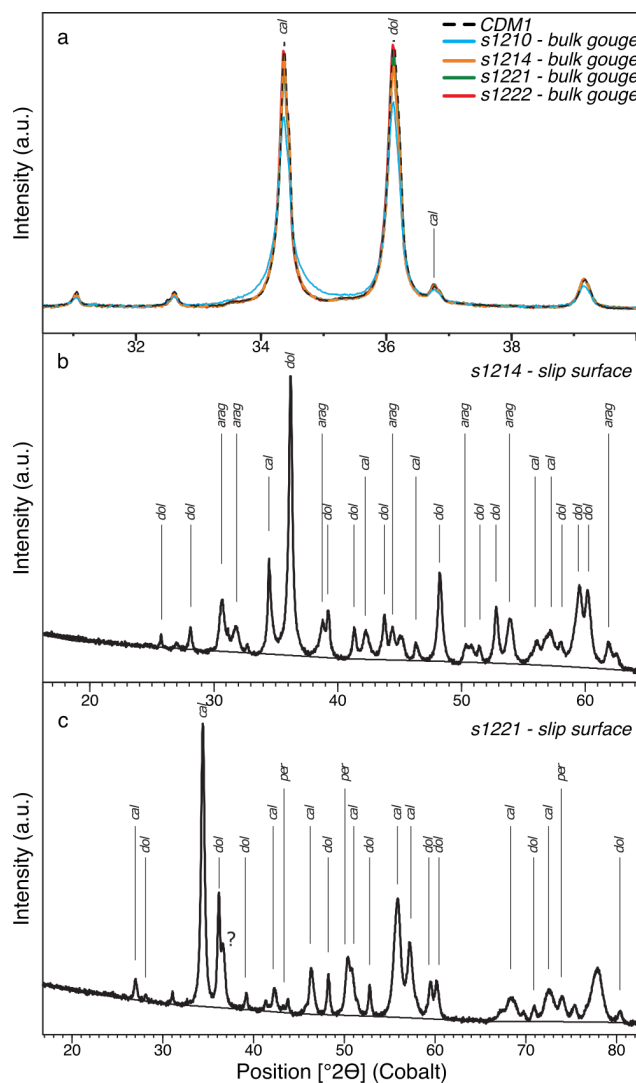 a
cal
dol
cal
CDM1
s1210 - bulk gouge
s1214 - bulk gouge
s1221 - bulk gouge
s1222 - bulk gouge
Intensity (a.u.)
32 34 36 38
b
s1214 - slip surface
dol
dol
arag
arag
cal
dol
arag
dol
dol
cal
dol
arag
cal
dol
arag
dol
dol
arag
cal
cal
dol
dol
dol
arag
Intensity (a.u.)
20 30 40 50 60
c
s1221 - slip surface
cal
dol
cal
dol
?
dol
cal
per
cal
dol
per
cal
dol
cal
cal
dol
dol
cal
dol
cal
per
dol
Intensity (a.u.)
20 30 40 50 60 70 80
Position [°2Θ] (Cobalt)